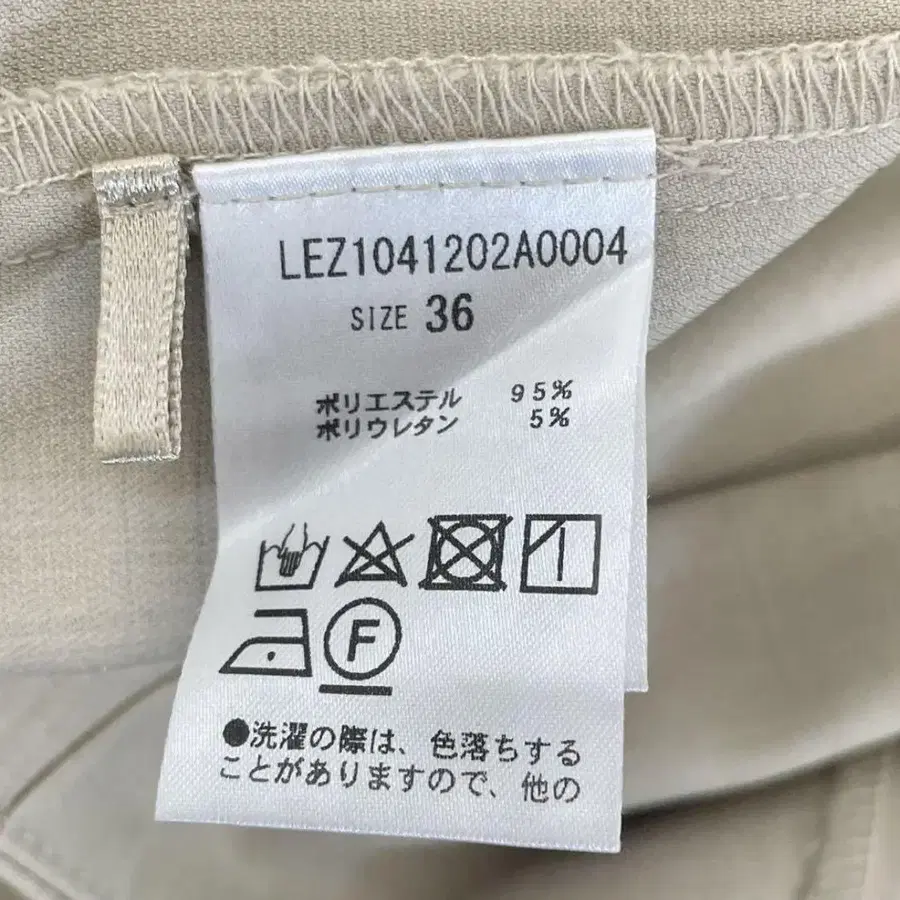 LEZ1041202A0004
SIZE 36
ポリエステル 95%
ポリウレタン 5%
F
●洗濯の際は、色落ちする
ことがありますので、他の